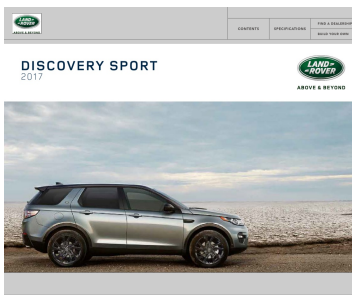 LAND-
-ROVER
ABOVE & BEYOND
CONTENTS
SPECIFICATIONS
FIND A DEALERSHIP
BUILD YOUR OWN
DISCOVERY SPORT
2017
LAND-
-ROVER
ABOVE & BEYOND